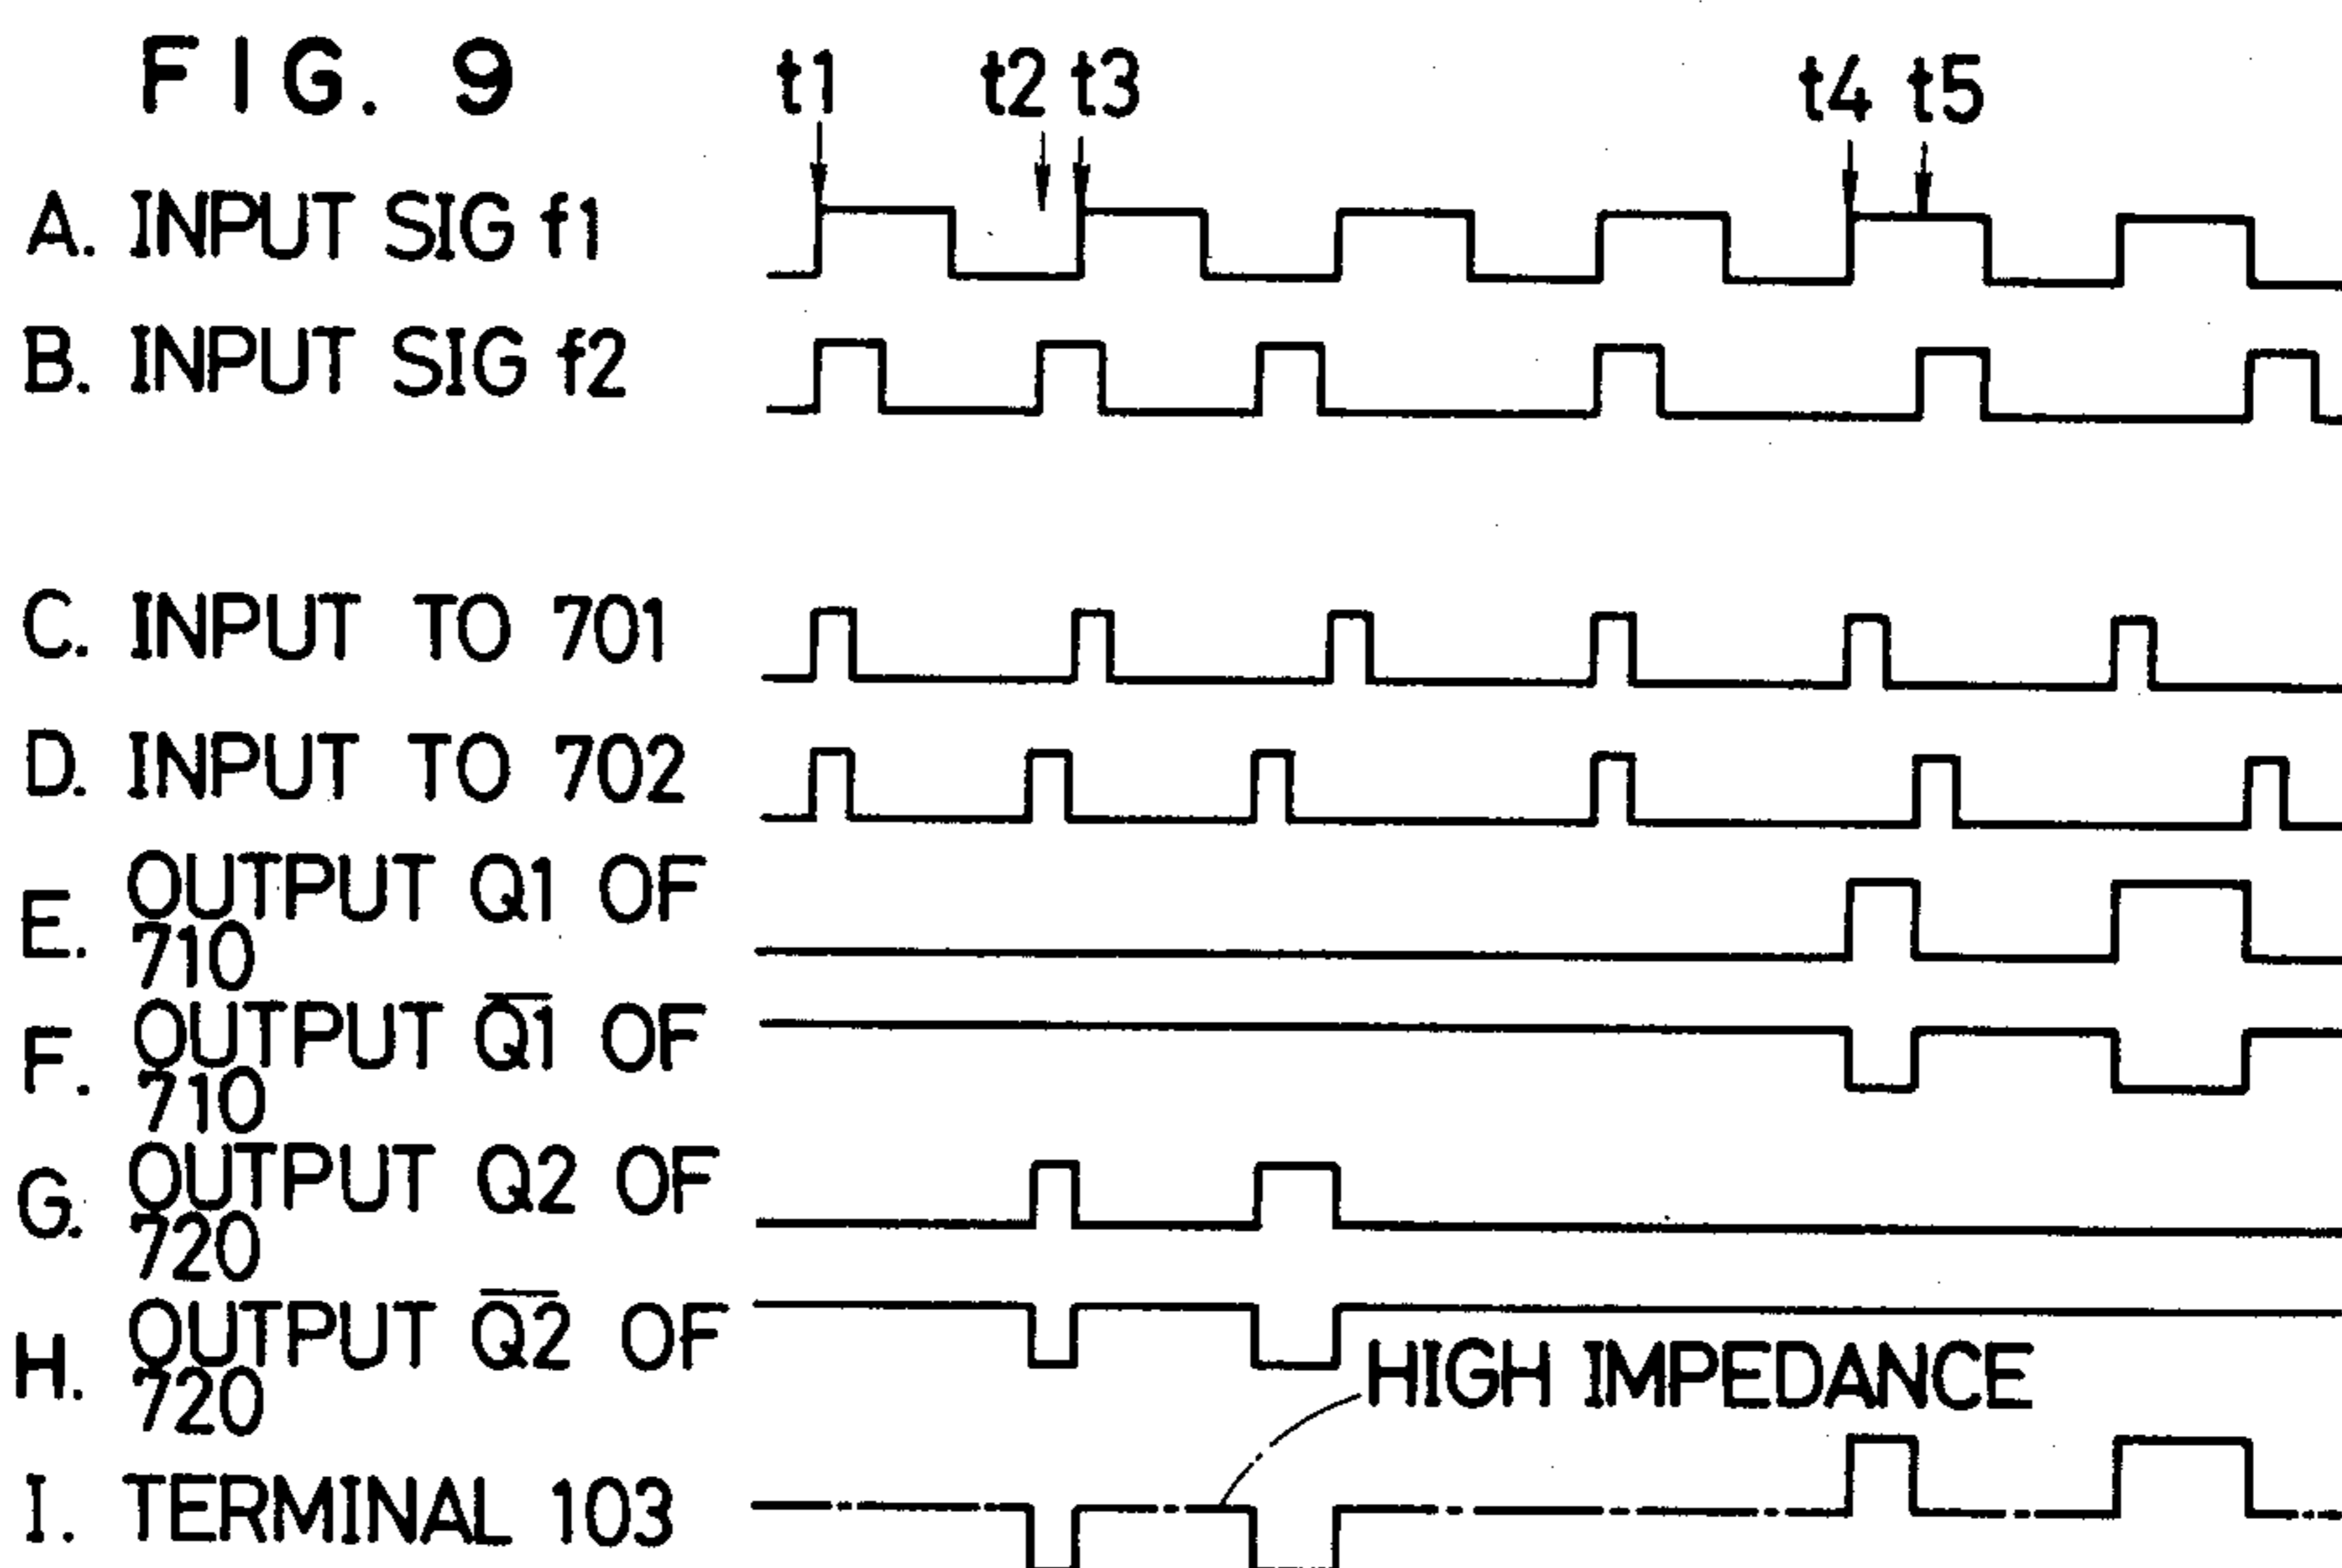 FIG. 9
t1 t2 t3 t4 t5
A. INPUT SIG f1
B. INPUT SIG f2
C. INPUT TO 701
D. INPUT TO 702
E. OUTPUT Q1 OF
710
F. OUTPUT Q̅1̅ OF
710
G. OUTPUT Q2 OF
720
H. OUTPUT Q̅2̅ OF
720
HIGH IMPEDANCE
I. TERMINAL 103